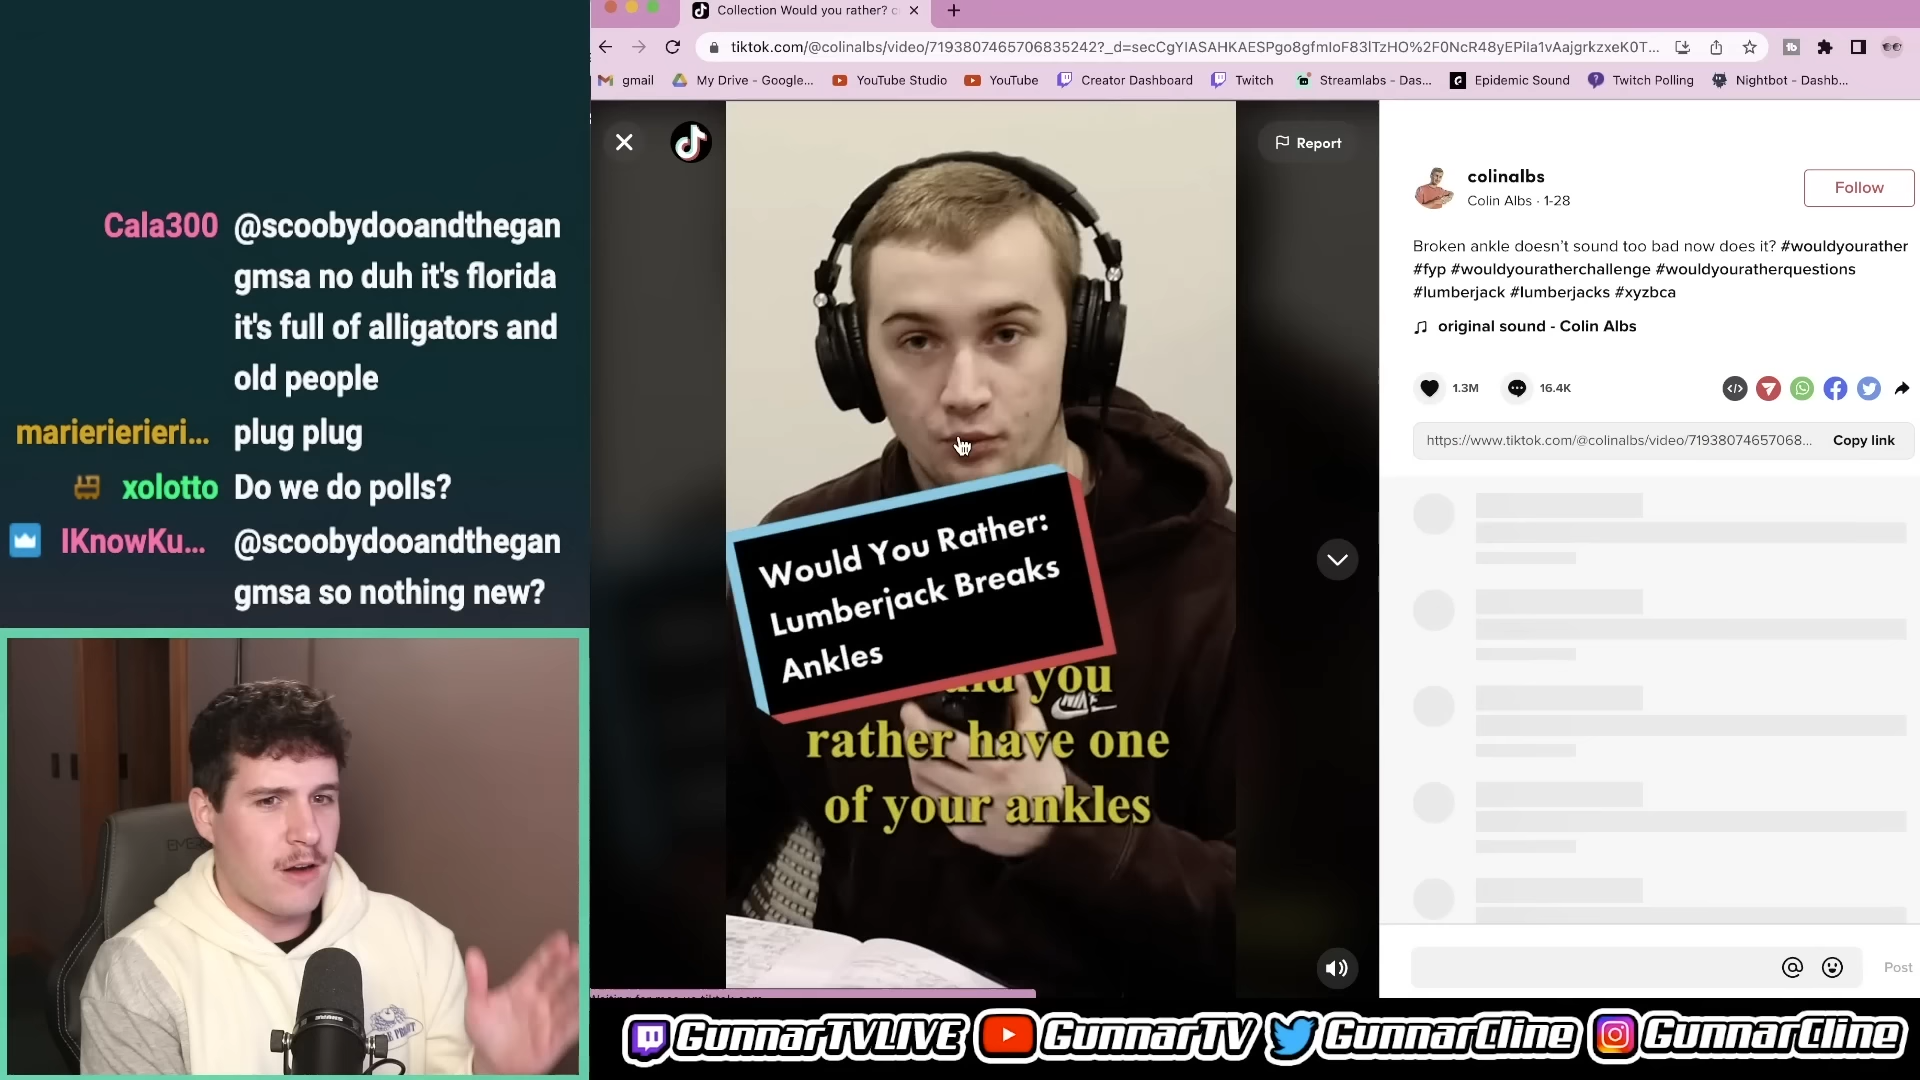 Collection Would you rather?
tiktok.com/@colinalbs/video/7193807465706835242?_d=secCgYIASAHKAESPgo8gfmIoF83lTzHO%2F0NcR48yEPiIa1vAajgrkzxeK0T...
gmail
My Drive - Google...
YouTube Studio
YouTube
Creator Dashboard
Twitch
Streamlabs - Das...
Epidemic Sound
Twitch Polling
Nightbot - Dashb...
Report
Cala300 @scoobydooandthegan
gmsa no duh it's florida
it's full of alligators and
old people
marierierieri... plug plug
xolotto Do we do polls?
IKnowKu... @scoobydooandthegan
gmsa so nothing new?
Would You Rather:
Lumberjack Breaks
Ankles
you
rather have one
of your ankles
colinalbs
Colin Albs · 1-28
Follow
Broken ankle doesn't sound too bad now does it? #wouldyourather
#fyp #wouldyouratherchallenge #wouldyouratherquestions
#lumberjack #lumberjacks #xyzbca
original sound - Colin Albs
1.3M
16.4K
https://www.tiktok.com/@colinalbs/video/71938074657068...
Copy link
Post
GunnarTVLIVE
GunnarTV
GunnarCline
GunnarCline